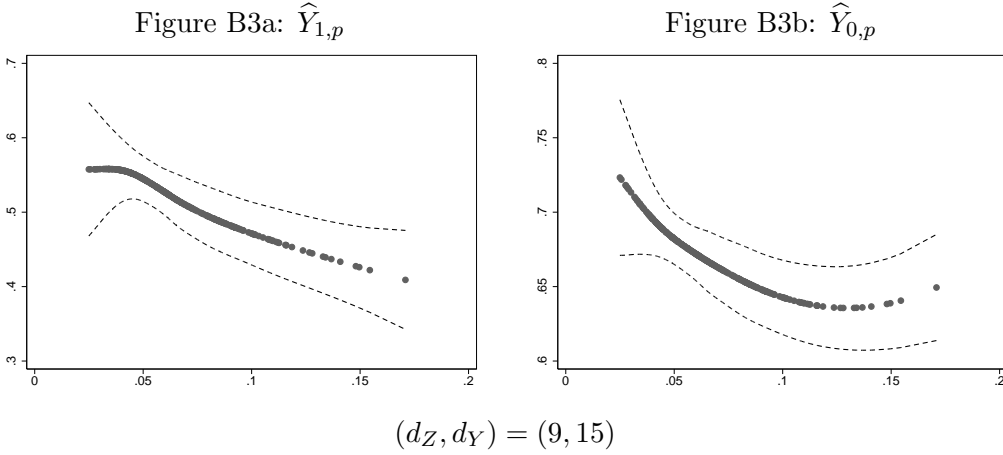 Figure B3a: $\widehat{Y}_{1,p}$
Figure B3b: $\widehat{Y}_{0,p}$
.7
.6
.5
.4
.3
0 .05 .1 .15 .2
.8
.75
.7
.65
.6
0 .05 .1 .15 .2
$(d_Z, d_Y) = (9, 15)$